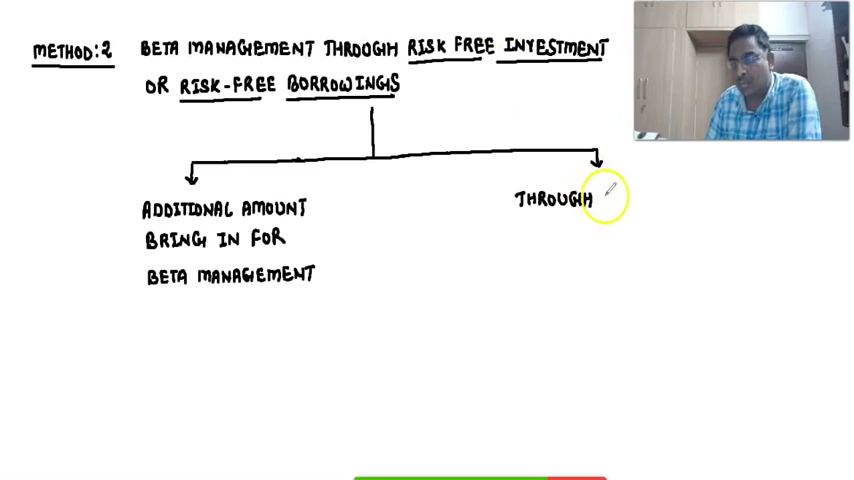 METHOD:2 BETA MANAGEMENT THROUGH RISK FREE INVESTMENT
OR RISK-FREE BORROWINGS
ADDITIONAL AMOUNT
BRING IN FOR
BETA MANAGEMENT
THROUGH